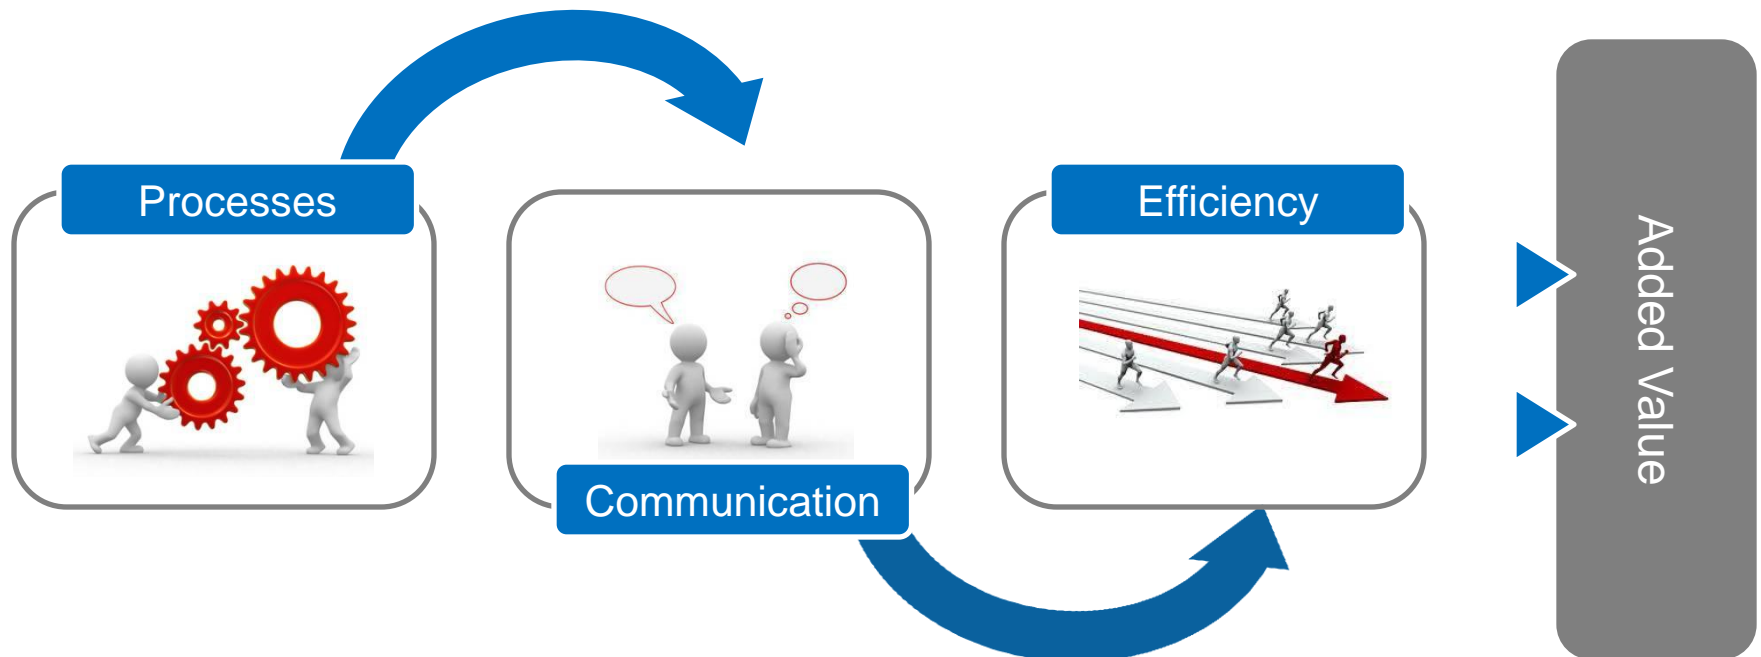 Processes
Communication
Efficiency
Added Value